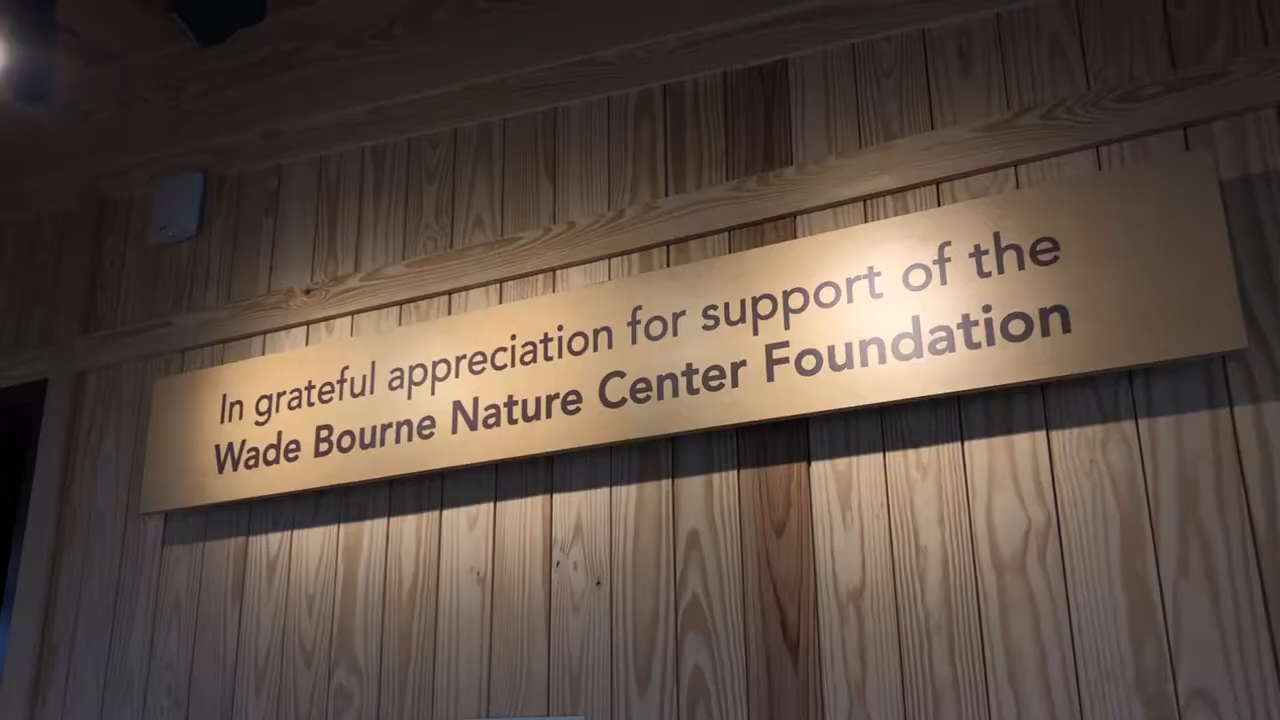 In grateful appreciation for support of the
Wade Bourne Nature Center Foundation